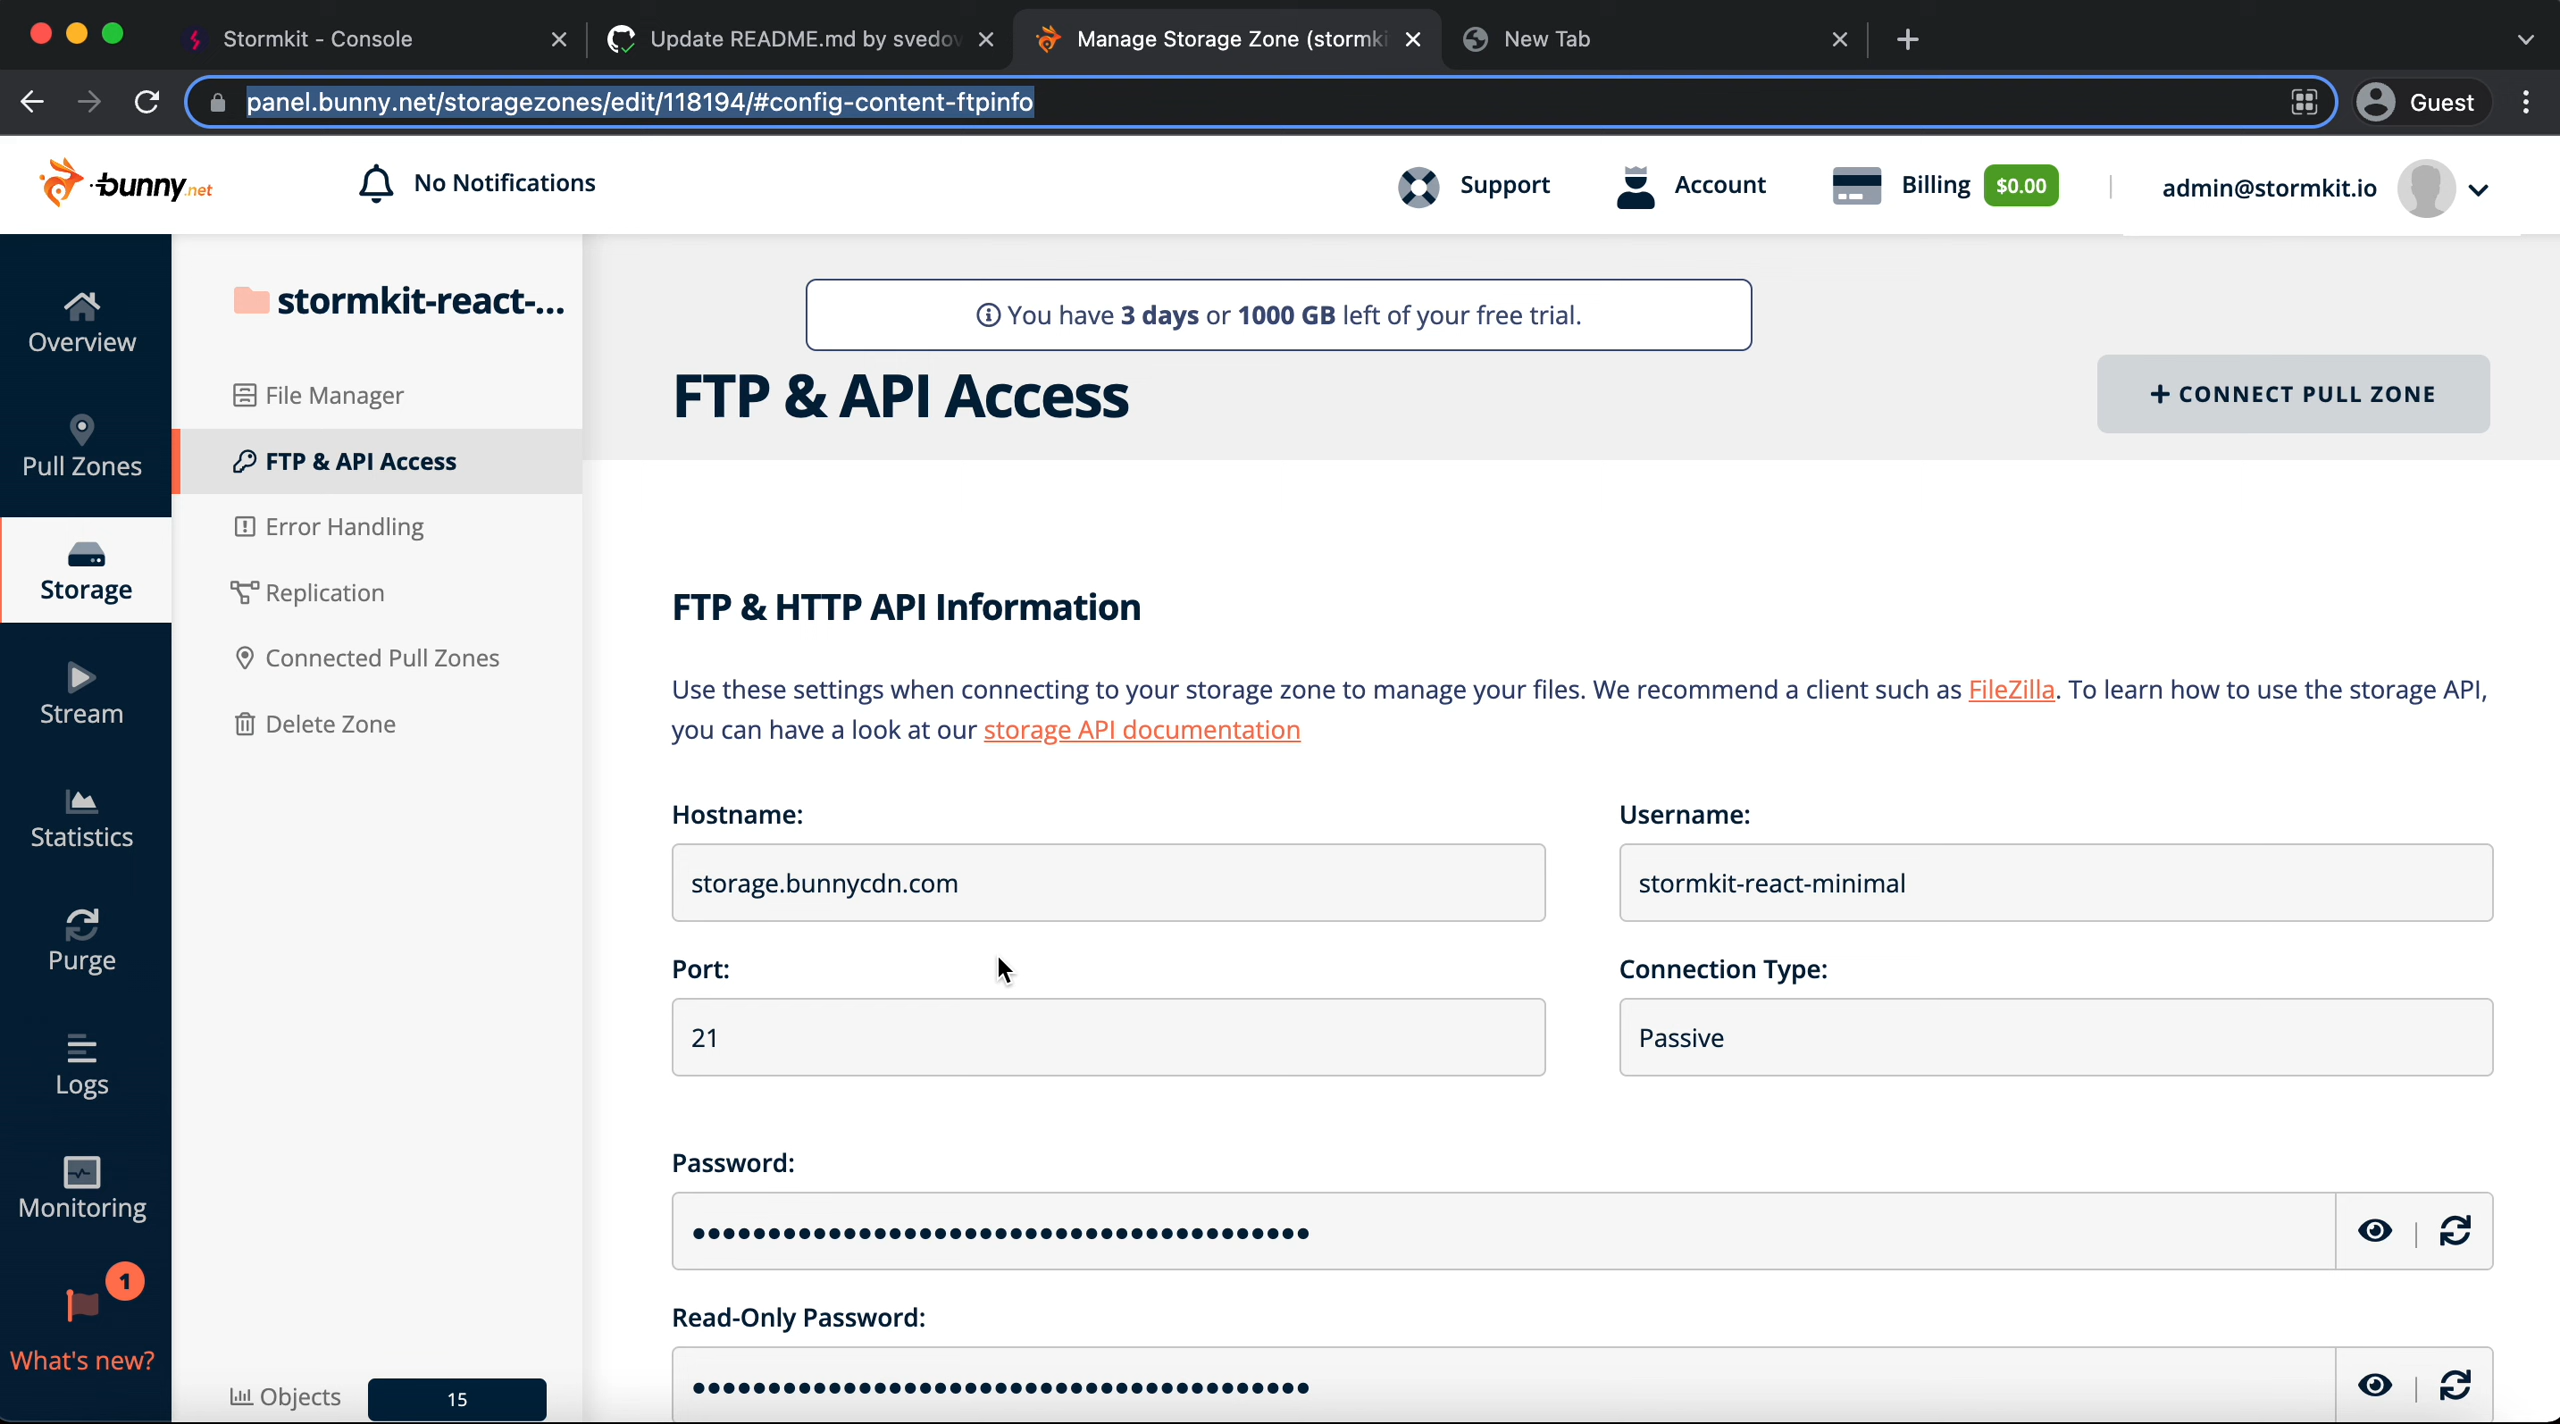 Stormkit - Console
Update README.md by svedov
Manage Storage Zone (stormki
New Tab
panel.bunny.net/storagezones/edit/118194/#config-content-ftpinfo
Guest
bunny.net
No Notifications
Support
Account
Billing
$0.00
admin@stormkit.io
Overview
Pull Zones
Storage
Stream
Statistics
Purge
Logs
Monitoring
1
What's new?
stormkit-react-...
File Manager
FTP & API Access
Error Handling
Replication
Connected Pull Zones
Delete Zone
Objects
15
You have 3 days or 1000 GB left of your free trial.
FTP & API Access
+ CONNECT PULL ZONE
FTP & HTTP API Information
Use these settings when connecting to your storage zone to manage your files. We recommend a client such as FileZilla. To learn how to use the storage API,
you can have a look at our storage API documentation
Hostname:
storage.bunnycdn.com
Username:
stormkit-react-minimal
Port:
21
Connection Type:
Passive
Password:
Read-Only Password: